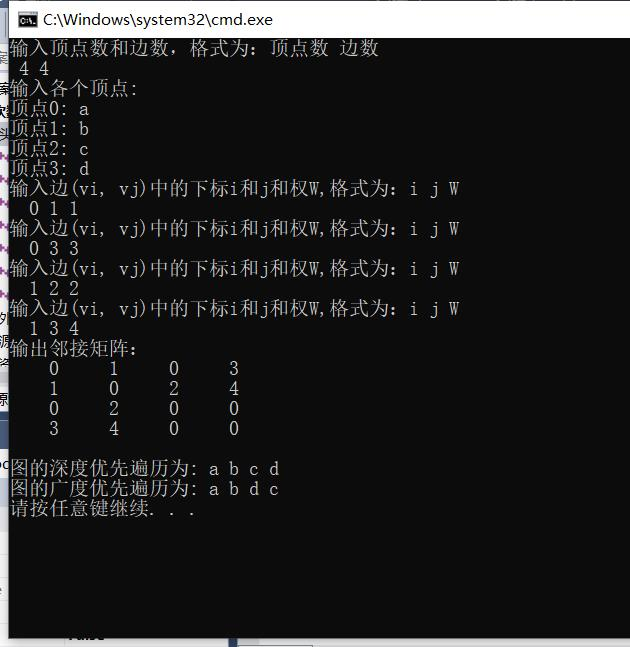 C:\Windows\system32\cmd.exe
输入顶点数和边数，格式为：顶点数 边数
4 4
输入各个顶点:
顶点0: a
顶点1: b
顶点2: c
顶点3: d
输入边(vi, vj)中的下标i和j和权W,格式为：i j W
0 1 1
输入边(vi, vj)中的下标i和j和权W,格式为：i j W
0 3 3
输入边(vi, vj)中的下标i和j和权W,格式为：i j W
1 2 2
输入边(vi, vj)中的下标i和j和权W,格式为：i j W
1 3 4
输出邻接矩阵：
0 1 0 3
1 0 2 4
0 2 0 0
3 4 0 0
图的深度优先遍历为: a b c d
图的广度优先遍历为: a b d c
请按任意键继续. . .